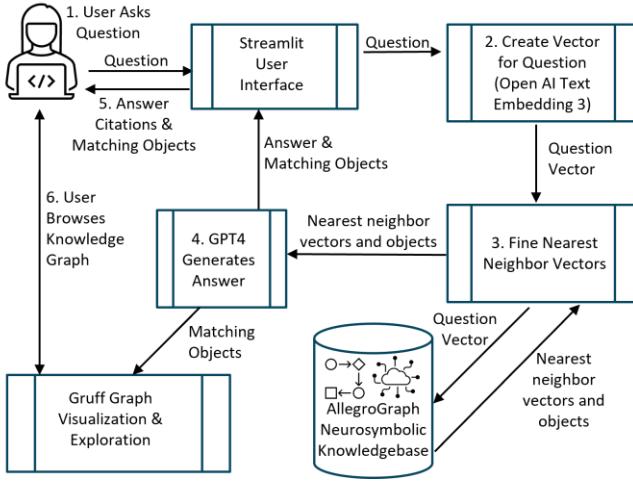 1. User Asks
Question
Question
5. Answer
Citations &
Matching Objects
Streamlit
User
Interface
Question
2. Create Vector
for Question
(Open AI Text
Embedding 3)
Question
Vector
Answer &
Matching Objects
6. User
Browses
Knowledge
Graph
4. GPT4
Generates
Answer
Nearest neighbor
vectors and objects
3. Fine Nearest
Neighbor Vectors
Matching
Objects
Question
Vector
Nearest
neighbor
vectors and
objects
Gruff Graph
Visualization &
Exploration
AllegroGraph
Neurosymbolic
Knowledgebase